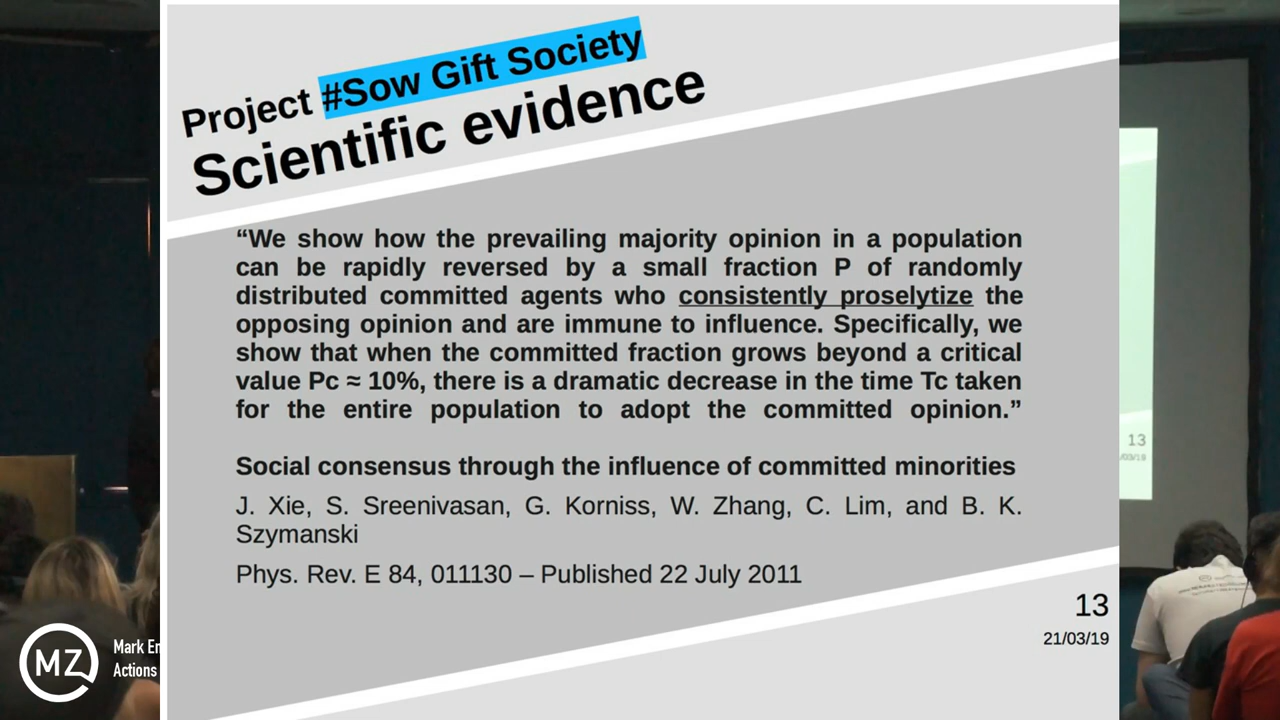 Project #Sow Gift Society
Scientific evidence
“We show how the prevailing majority opinion in a population
can be rapidly reversed by a small fraction P of randomly
distributed committed agents who consistently proselytize the
opposing opinion and are immune to influence. Specifically, we
show that when the committed fraction grows beyond a critical
value Pc ≈ 10%, there is a dramatic decrease in the time Tc taken
for the entire population to adopt the committed opinion.”
Social consensus through the influence of committed minorities
J. Xie, S. Sreenivasan, G. Korniss, W. Zhang, C. Lim, and B. K.
Szymanski
Phys. Rev. E 84, 011130 – Published 22 July 2011
13
21/03/19
13
/03/19
MZ
Mark En
Actions